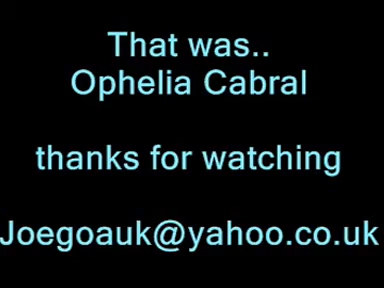 That was..
Ophelia Cabral
thanks for watching
Joegoauk@yahoo.co.uk